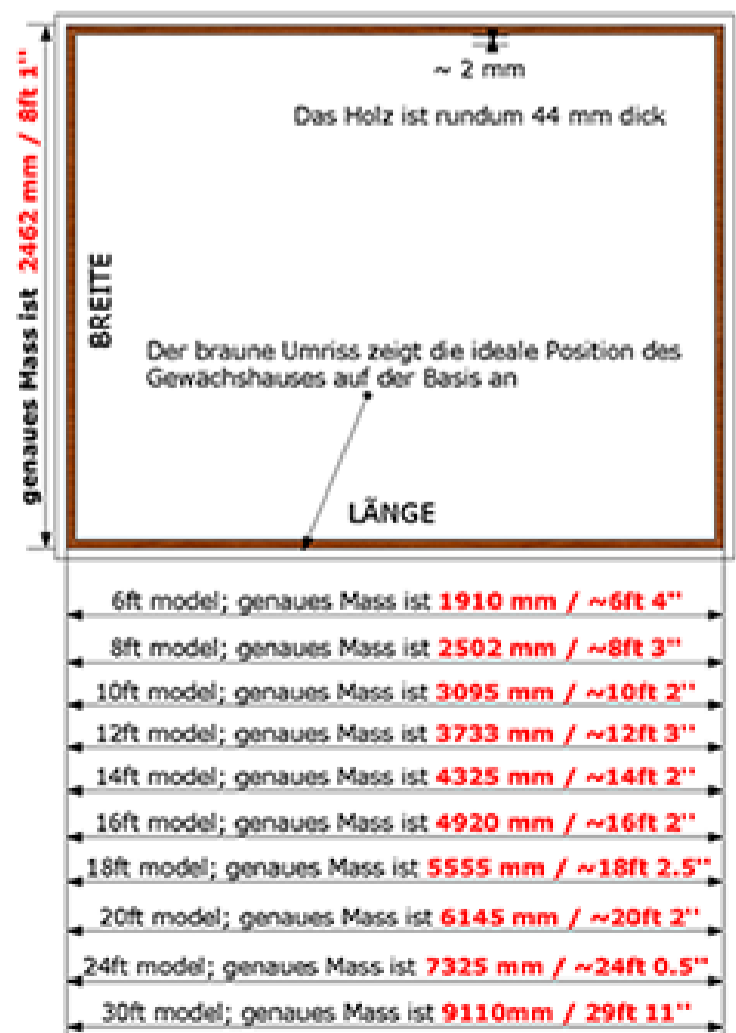 ~ 2 mm
Das Holz ist rundum 44 mm dick
genaues Mass ist 2462 mm / 8ft 1"
BREITE
Der braune Umriss zeigt die ideale Position des
Gewächshauses auf der Basis an
LÄNGE
6ft model; genaues Mass ist 1910 mm / ~6ft 4"
8ft model; genaues Mass ist 2502 mm / ~8ft 3"
10ft model; genaues Mass ist 3095 mm / ~10ft 2"
12ft model; genaues Mass ist 3733 mm / ~12ft 3"
14ft model; genaues Mass ist 4325 mm / ~14ft 2"
16ft model; genaues Mass ist 4920 mm / ~16ft 2"
18ft model; genaues Mass ist 5555 mm / ~18ft 2.5"
20ft model; genaues Mass ist 6145 mm / ~20ft 2"
24ft model; genaues Mass ist 7325 mm / ~24ft 0.5"
30ft model; genaues Mass ist 9110mm / 29ft 11"